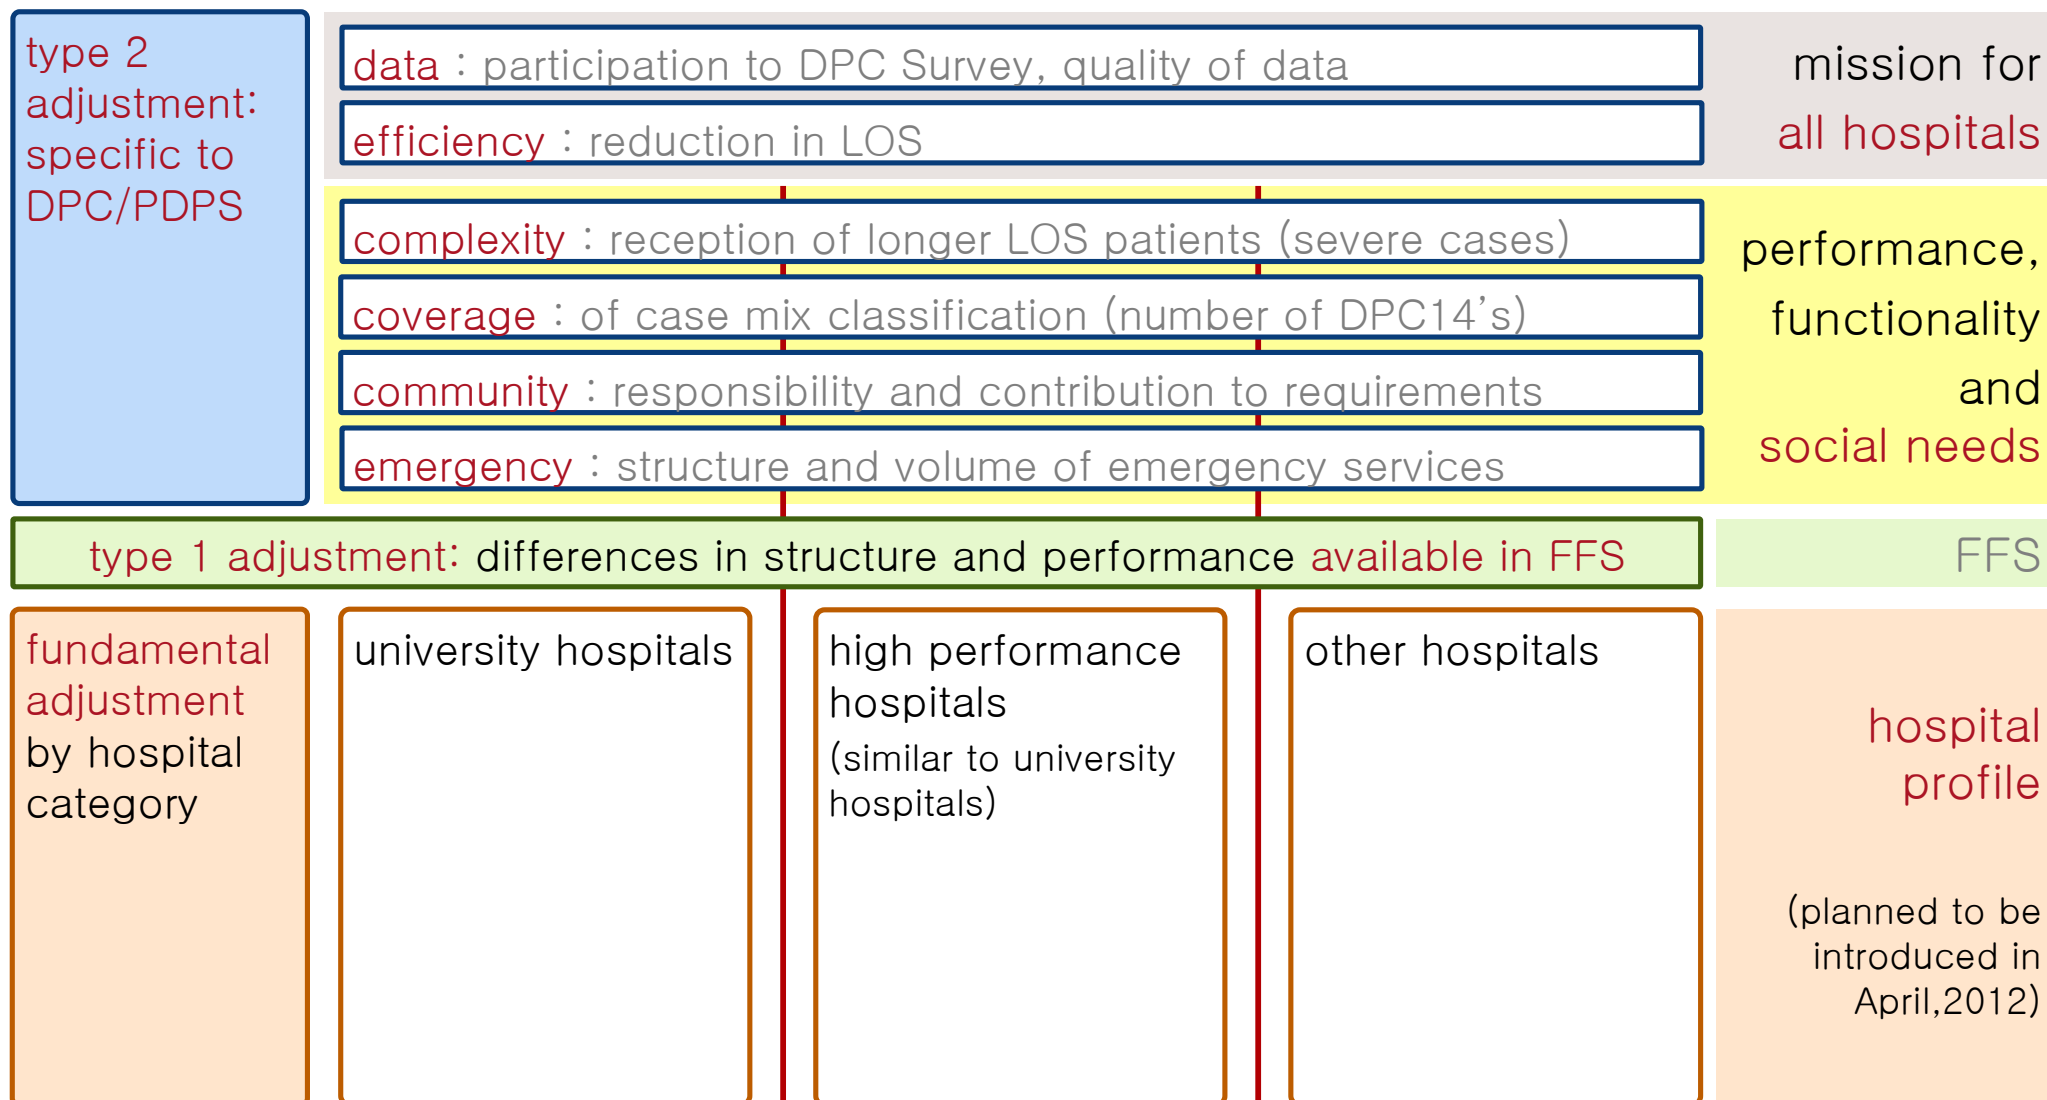 type 2
adjustment:
specific to
DPC/PDPS
data : participation to DPC Survey, quality of data
efficiency : reduction in LOS
mission for
all hospitals
complexity : reception of longer LOS patients (severe cases)
coverage : of case mix classification (number of DPC14's)
community : responsibility and contribution to requirements
emergency : structure and volume of emergency services
performance,
functionality
and
social needs
type 1 adjustment: differences in structure and performance available in FFS
FFS
fundamental
adjustment
by hospital
category
university hospitals
high performance
hospitals
(similar to university
hospitals)
other hospitals
hospital
profile
(planned to be
introduced in
April,2012)